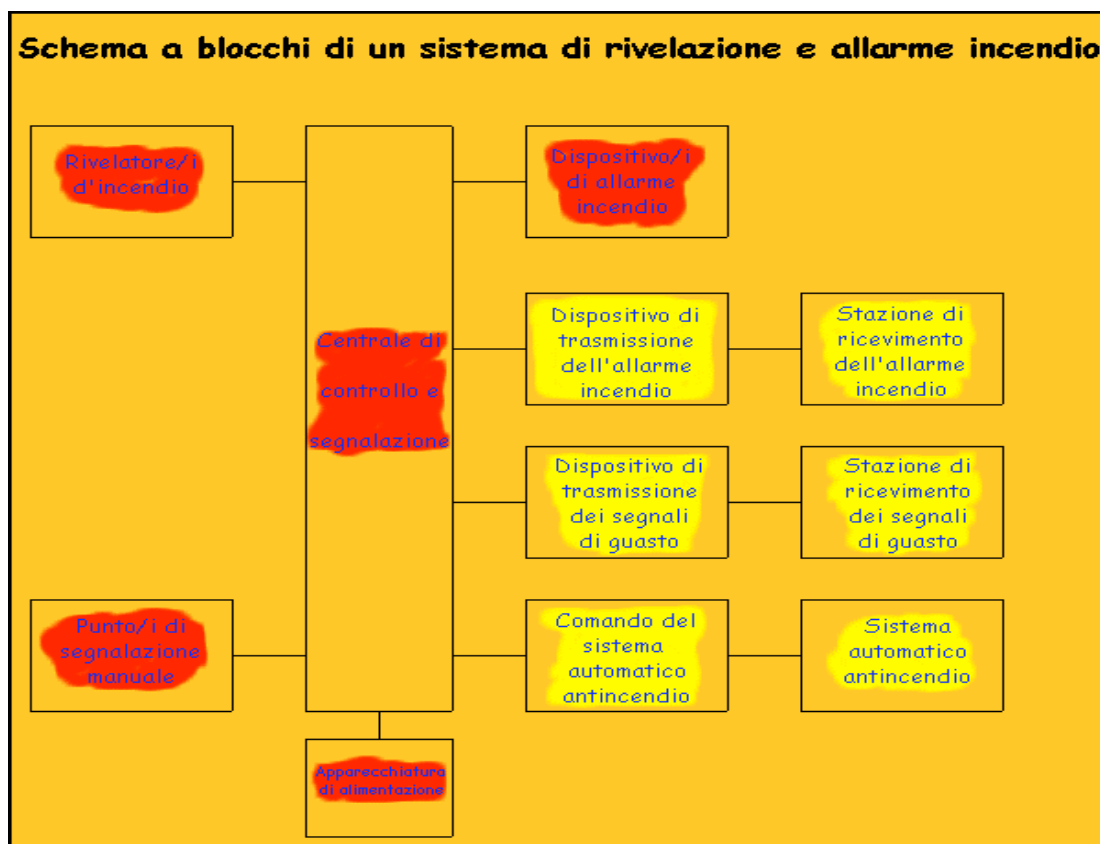 Schema a blocchi di un sistema di rivelazione e allarme incendio
Rivelatore/i
d'incendio
Dispositivo/i
di allarme
incendio
Centrale di
controllo e
segnalazione
Dispositivo di
trasmissione
dell'allarme
incendio
Stazione di
ricevimento
dell'allarme
incendio
Dispositivo di
trasmissione
dei segnali
di guasto
Stazione di
ricevimento
dei segnali
di guasto
Punto/i di
segnalazione
manuale
Comando del
sistema
automatico
antincendio
Sistema
automatico
antincendio
Apparecchiatura
di alimentazione